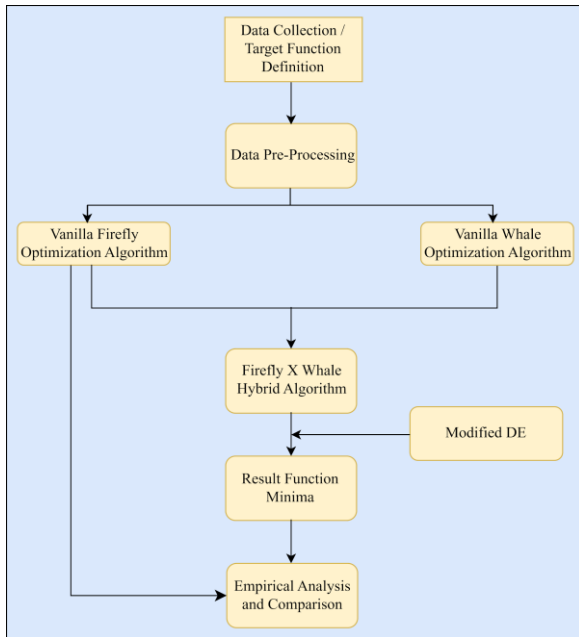 Data Collection /
Target Function
Definition
Data Pre-Processing
Vanilla Firefly
Optimization Algorithm
Vanilla Whale
Optimization Algorithm
Firefly X Whale
Hybrid Algorithm
Modified DE
Result Function
Minima
Empirical Analysis
and Comparison